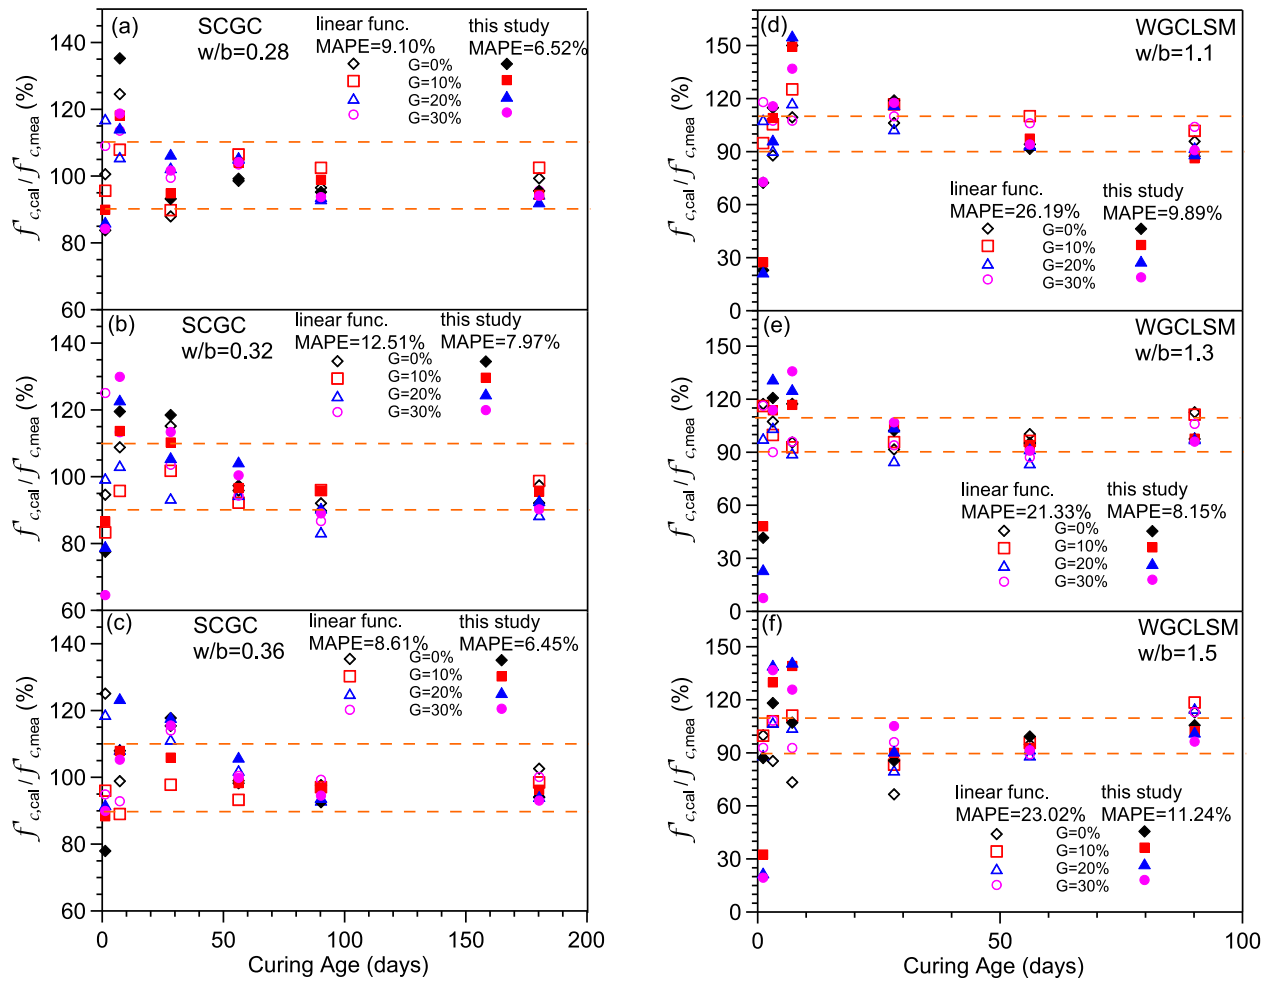 (a)
SCGC
w/b=0.28
linear func.
MAPE=9.10%
this study
MAPE=6.52%
G=0%
G=10%
G=20%
G=30%
140
120
100
80
60
f'c,cal/f'c,mea (%)
(b)
SCGC
w/b=0.32
linear func.
MAPE=12.51%
this study
MAPE=7.97%
G=0%
G=10%
G=20%
G=30%
140
120
100
80
60
f'c,cal/f'c,mea (%)
(c)
SCGC
w/b=0.36
linear func.
MAPE=8.61%
this study
MAPE=6.45%
G=0%
G=10%
G=20%
G=30%
140
120
100
80
60
f'c,cal/f'c,mea (%)
0 50 100 150 200
Curing Age (days)
(d)
WGCLSM
w/b=1.1
linear func.
MAPE=26.19%
this study
MAPE=9.89%
G=0%
G=10%
G=20%
G=30%
150
120
90
60
30
0
f'c,cal/f'c,mea (%)
(e)
WGCLSM
w/b=1.3
linear func.
MAPE=21.33%
this study
MAPE=8.15%
G=0%
G=10%
G=20%
G=30%
150
120
90
60
30
0
f'c,cal/f'c,mea (%)
(f)
WGCLSM
w/b=1.5
linear func.
MAPE=23.02%
this study
MAPE=11.24%
G=0%
G=10%
G=20%
G=30%
150
120
90
60
30
0
f'c,cal/f'c,mea (%)
0 50 100
Curing Age (days)